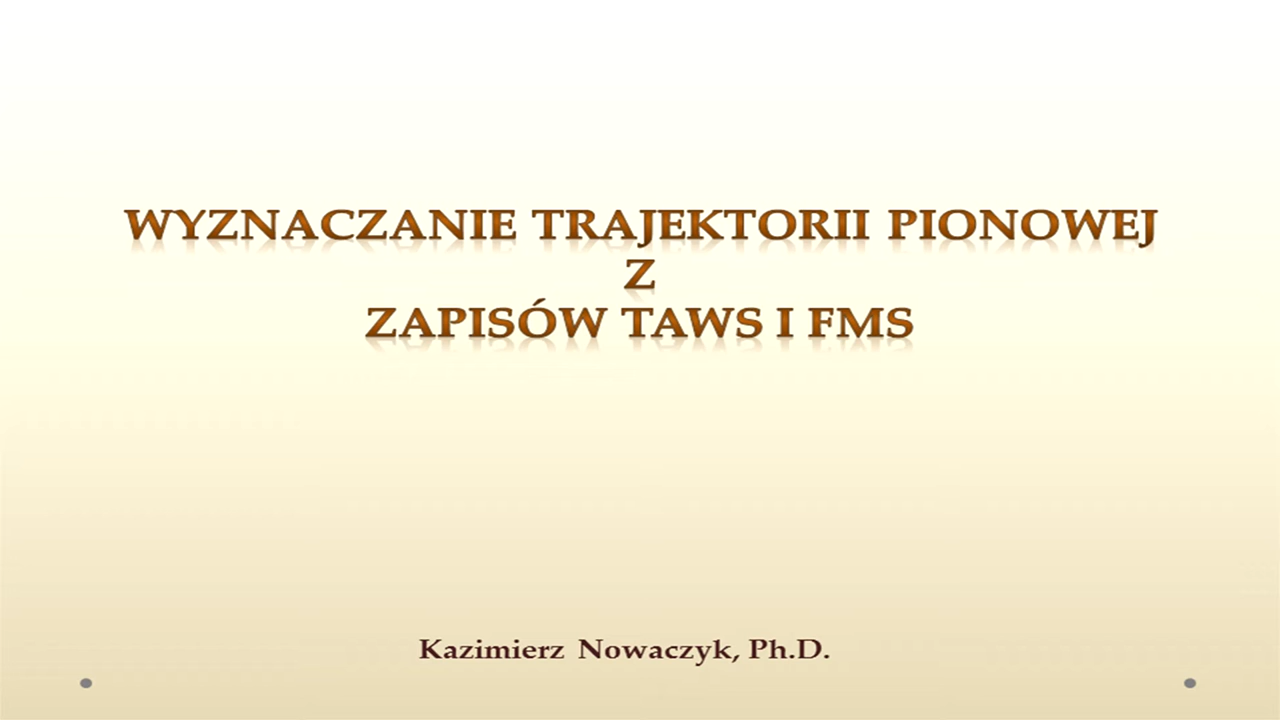 WYZNACZANIE TRAJEKTORII PIONOWEJ
Z
ZAPISÓW TAWS I FMS
Kazimierz Nowaczyk, Ph.D.